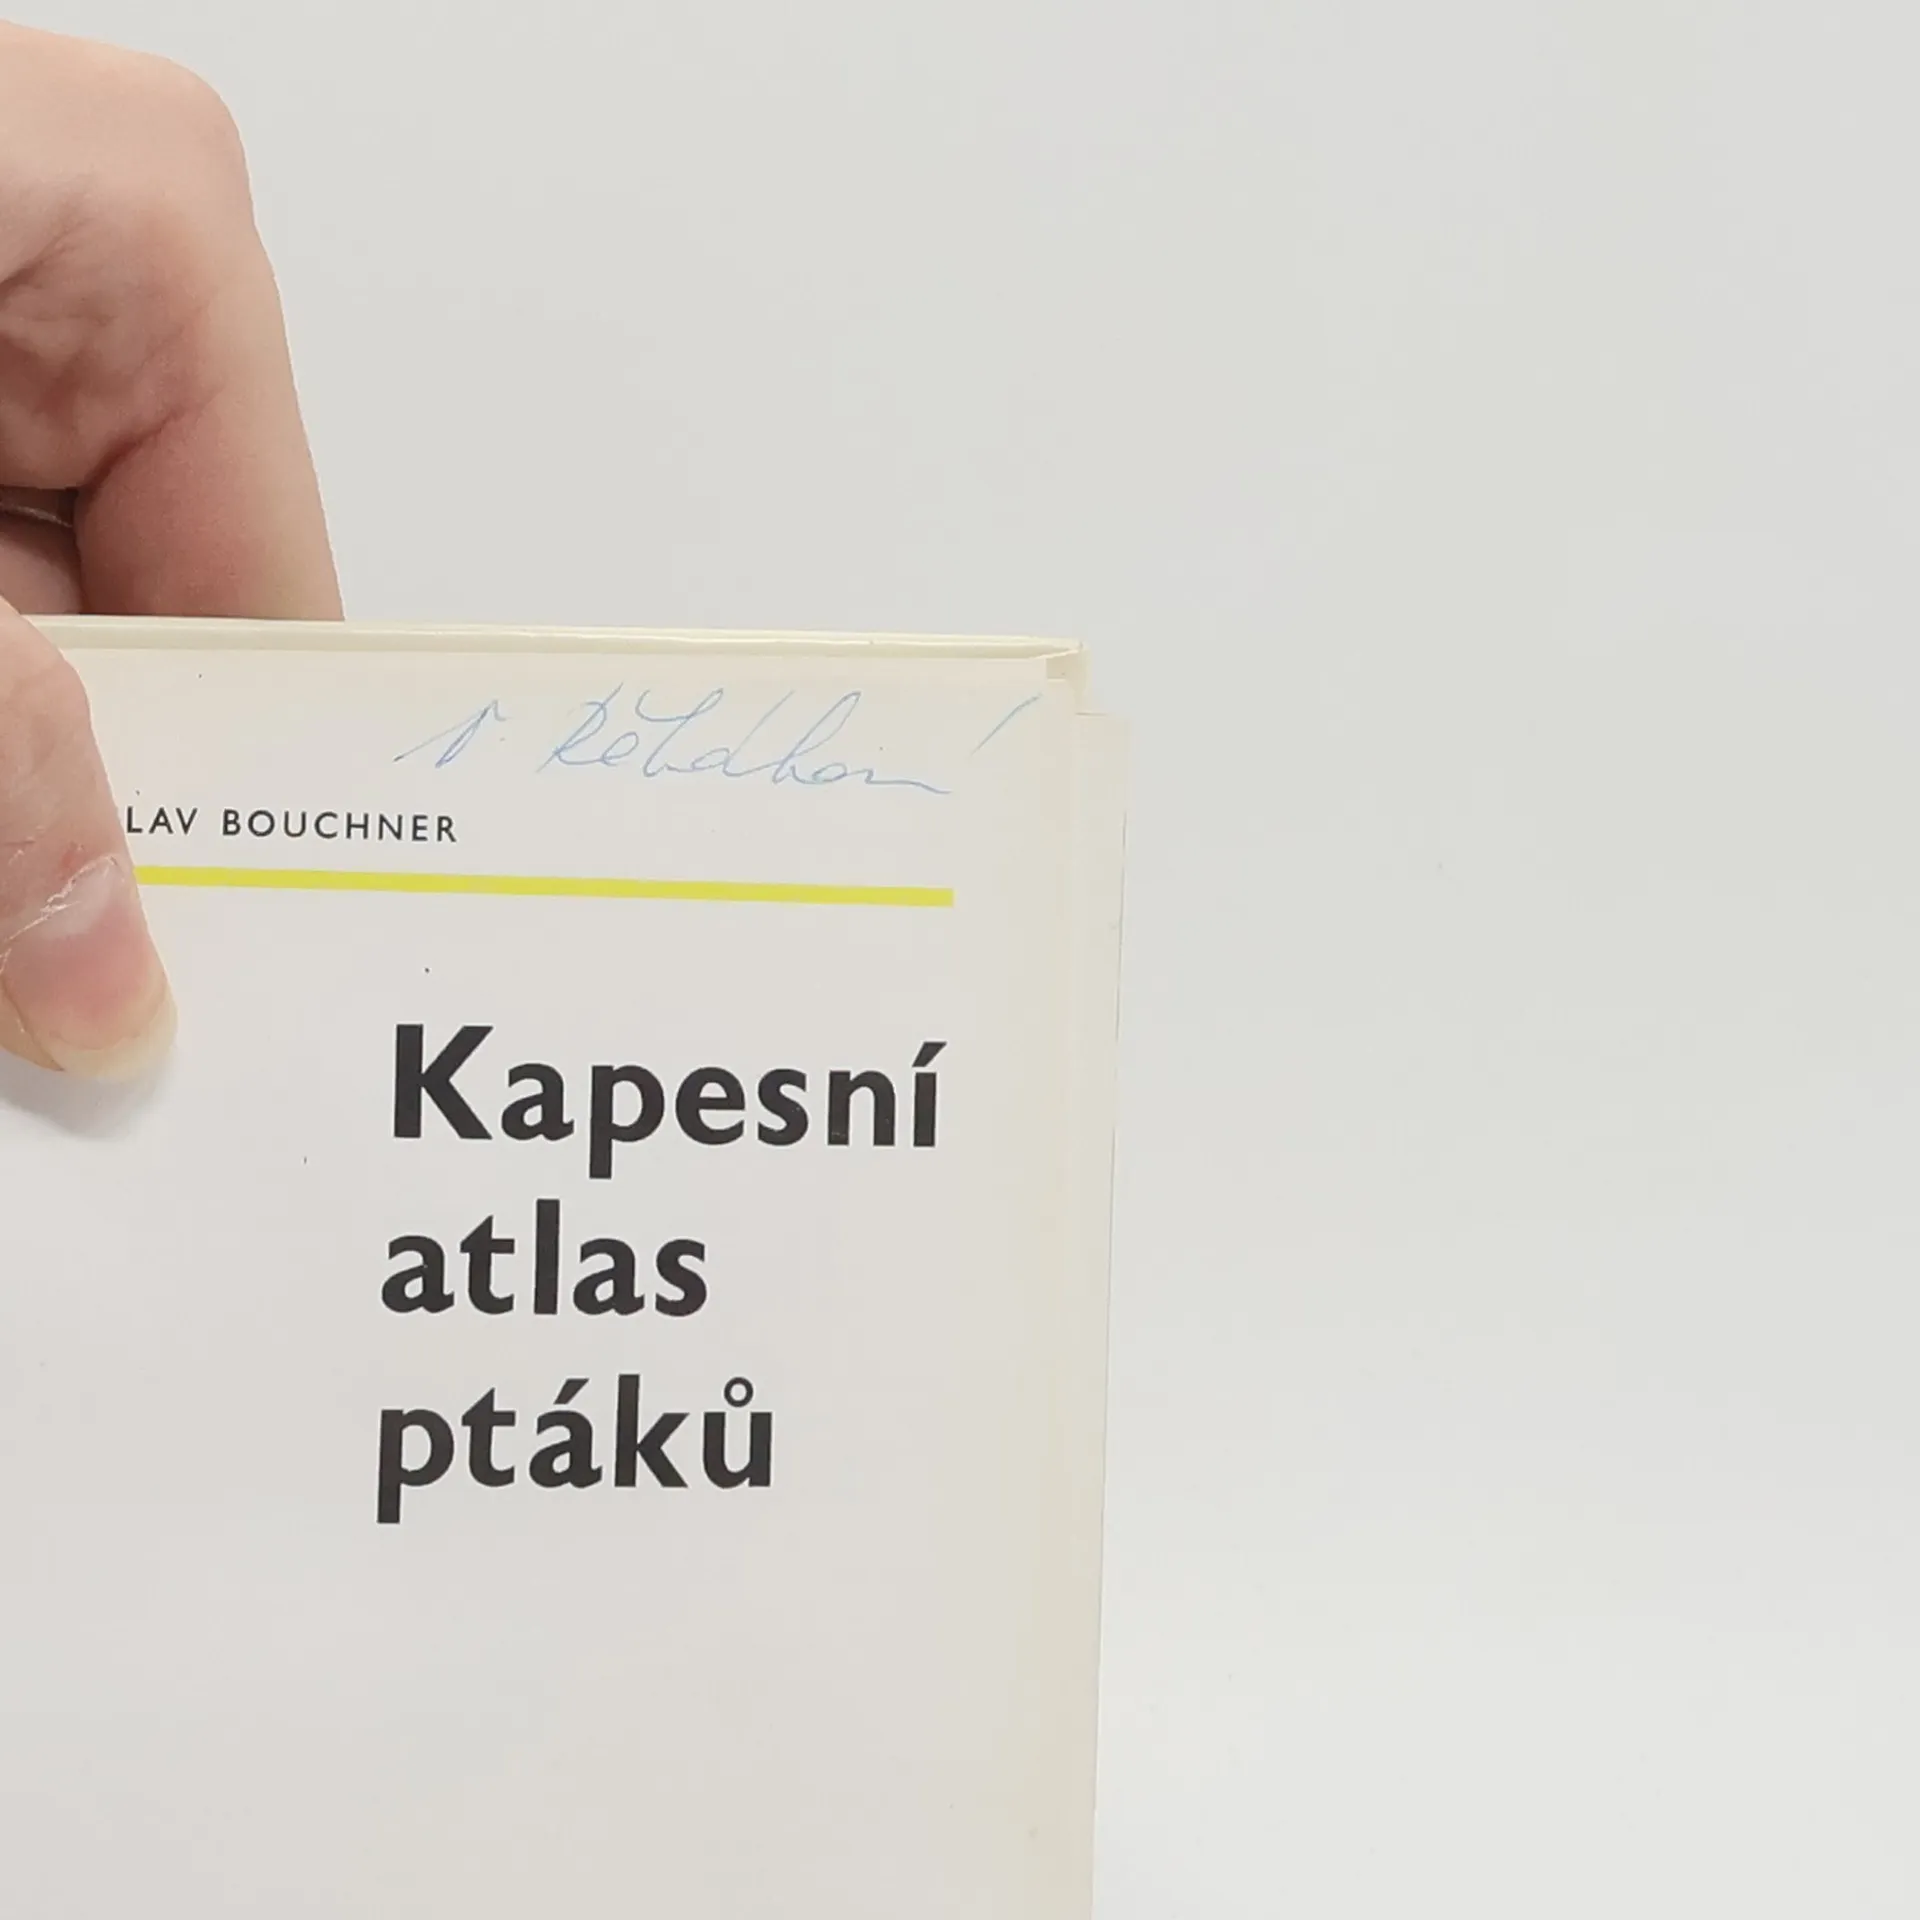 LAV BOUCHNER
Kapesní
atlas
ptáků